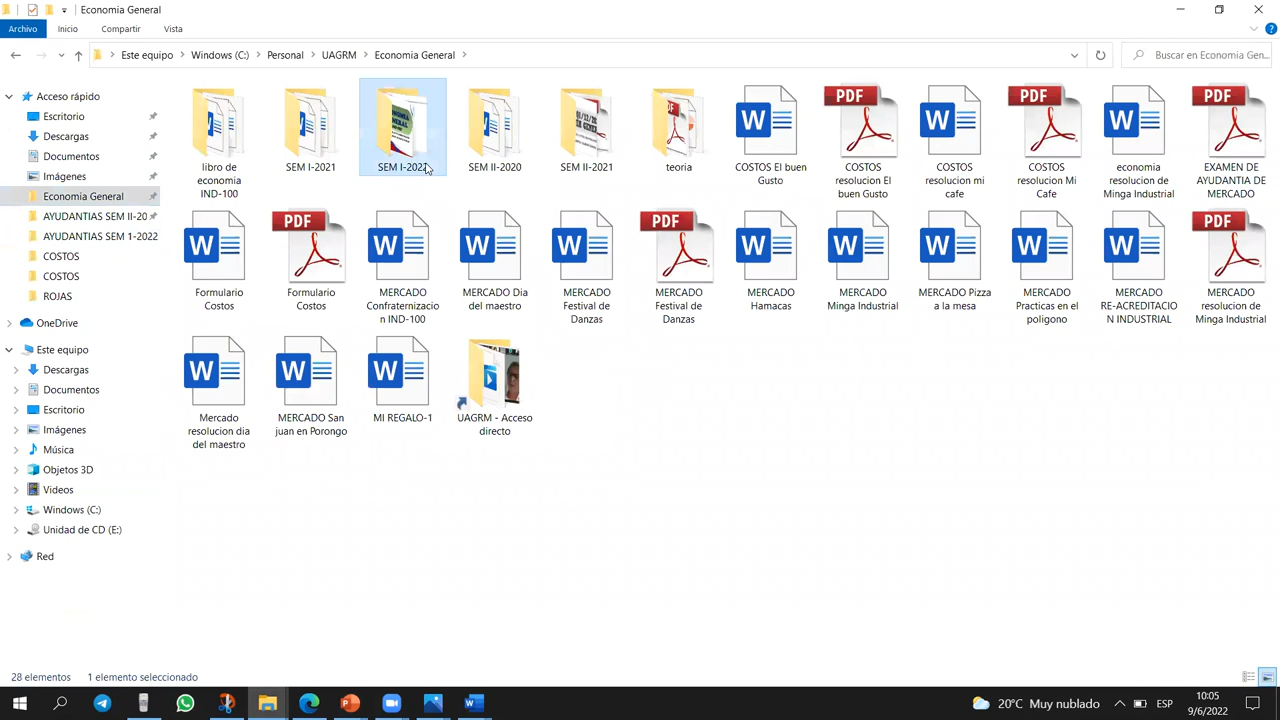 Economia General
Archivo Inicio Compartir Vista
Este equipo Windows (C:) Personal UAGRM Economia General
Buscar en Economia Gen...
Acceso rápido
Escritorio
Descargas
Documentos
Imágenes
Economia General
AYUDANTIAS SEM II-20
AYUDANTIAS SEM 1-2022
COSTOS
COSTOS
ROJAS
OneDrive
Este equipo
Descargas
Documentos
Escritorio
Imágenes
Música
Objetos 3D
Videos
Windows (C:)
Unidad de CD (E:)
Red
libro de
economia
IND-100
SEM I-2021
SEM I-2022
SEM II-2020
SEM II-2021
teoria
COSTOS El buen
Gusto
COSTOS
resolucion El
buen Gusto
COSTOS
resolucion mi
cafe
COSTOS
resolucion Mi
Cafe
economia
resolucion de
Minga Industrial
EXAMEN DE
AYUDANTIA DE
MERCADO
Formulario
Costos
Formulario
Costos
MERCADO
Confraternizacio
n IND-100
MERCADO Dia
del maestro
MERCADO
Festival de
Danzas
MERCADO
Festival de
Danzas
MERCADO
Hamacas
MERCADO
Minga Industrial
MERCADO Pizza
a la mesa
MERCADO
Practicas en el
poligono
MERCADO
RE-ACREDITACIO
N INDUSTRIAL
MERCADO
resolucion de
Minga Industrial
Mercado
resolucion dia
del maestro
MERCADO San
juan en Porongo
MI REGALO-1
UAGRM - Acceso
directo
28 elementos 1 elemento seleccionado
20°C Muy nublado ESP
10:05
9/6/2022